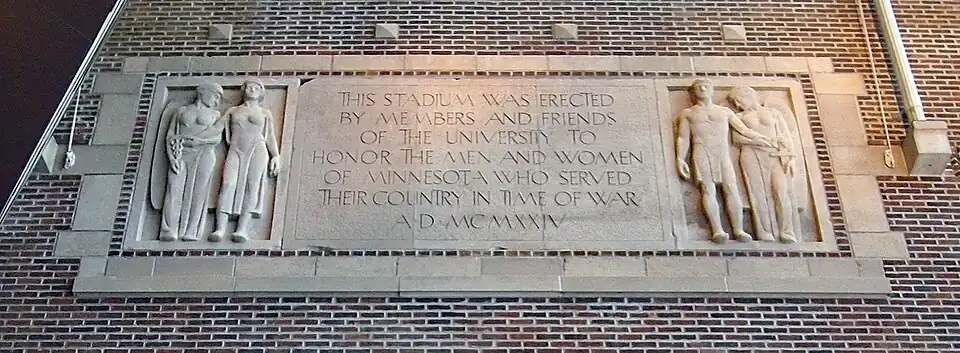 THIS STADIUM WAS ERECTED
BY MEMBERS AND FRIENDS
OF THE UNIVERSITY TO
HONOR THE MEN AND WOMEN
OF MINNESOTA WHO SERVED
THEIR COUNTRY IN TIME OF WAR
A·D·MCMXXIV